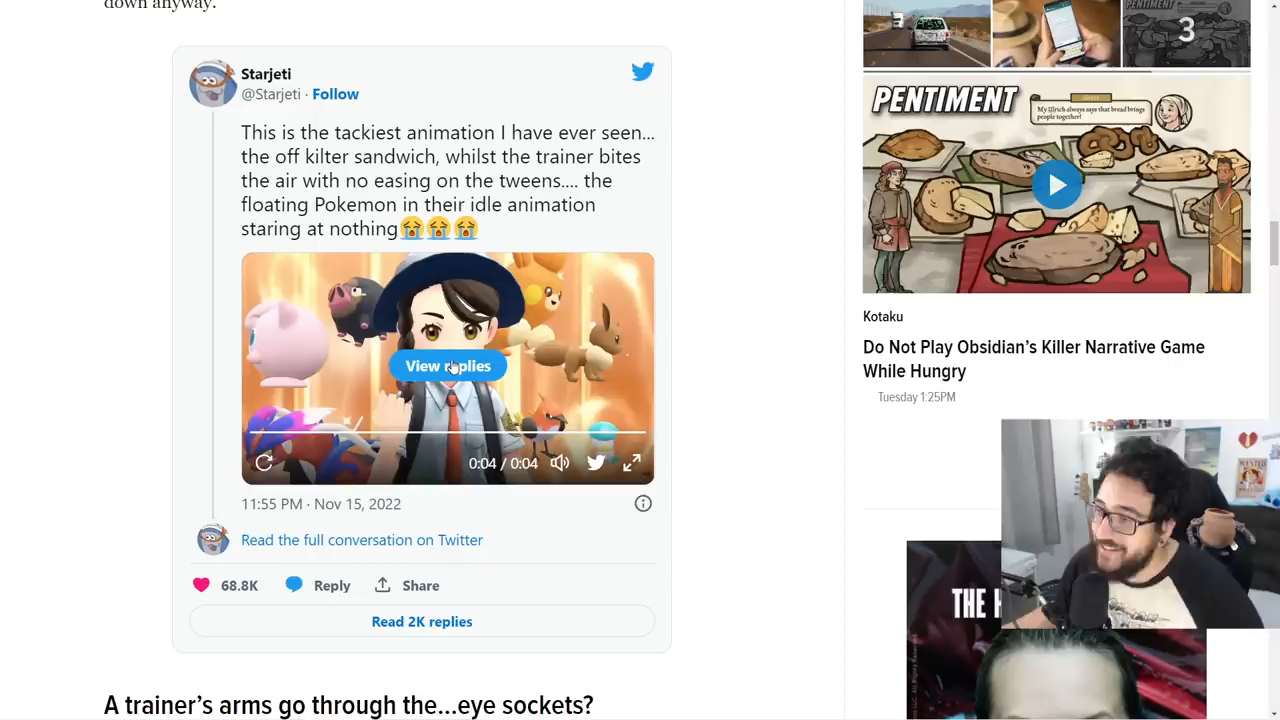 down anyway.
Starjeti
@Starjeti · Follow
This is the tackiest animation I have ever seen...
the off kilter sandwich, whilst the trainer bites
the air with no easing on the tweens.... the
floating Pokemon in their idle animation
staring at nothing😭😭😭
View replies
0:04 / 0:04
11:55 PM · Nov 15, 2022
Read the full conversation on Twitter
68.8K
Reply
Share
Read 2K replies
A trainer’s arms go through the...eye sockets?
PENTIMENT
3
PENTIMENT
My Ulrich always says that bread brings
people together!
Kotaku
Do Not Play Obsidian’s Killer Narrative Game
While Hungry
Tuesday 1:25PM
WANTED
THE